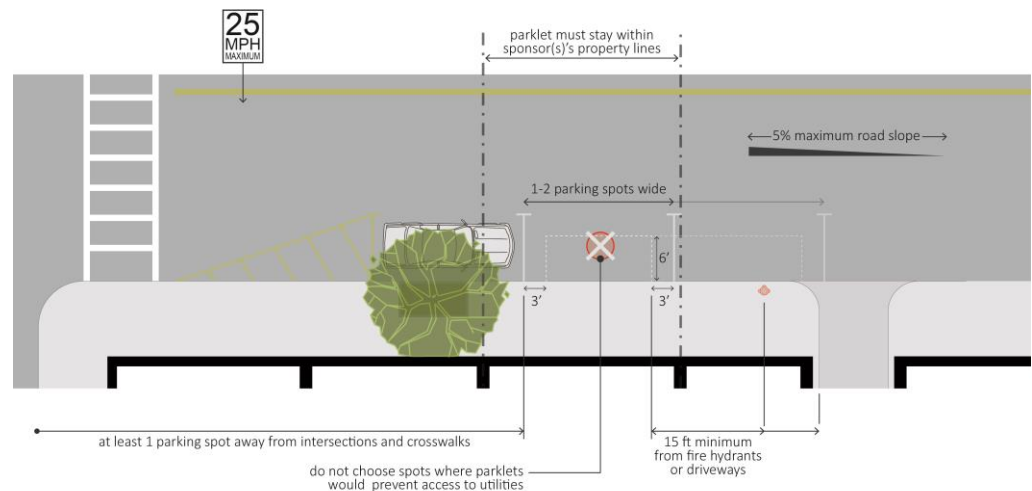 25
MPH
MAXIMUM
parklet must stay within
sponsor(s)'s property lines
5% maximum road slope
1-2 parking spots wide
6'
3'
3'
at least 1 parking spot away from intersections and crosswalks
15 ft minimum
from fire hydrants
or driveways
do not choose spots where parklets
would prevent access to utilities